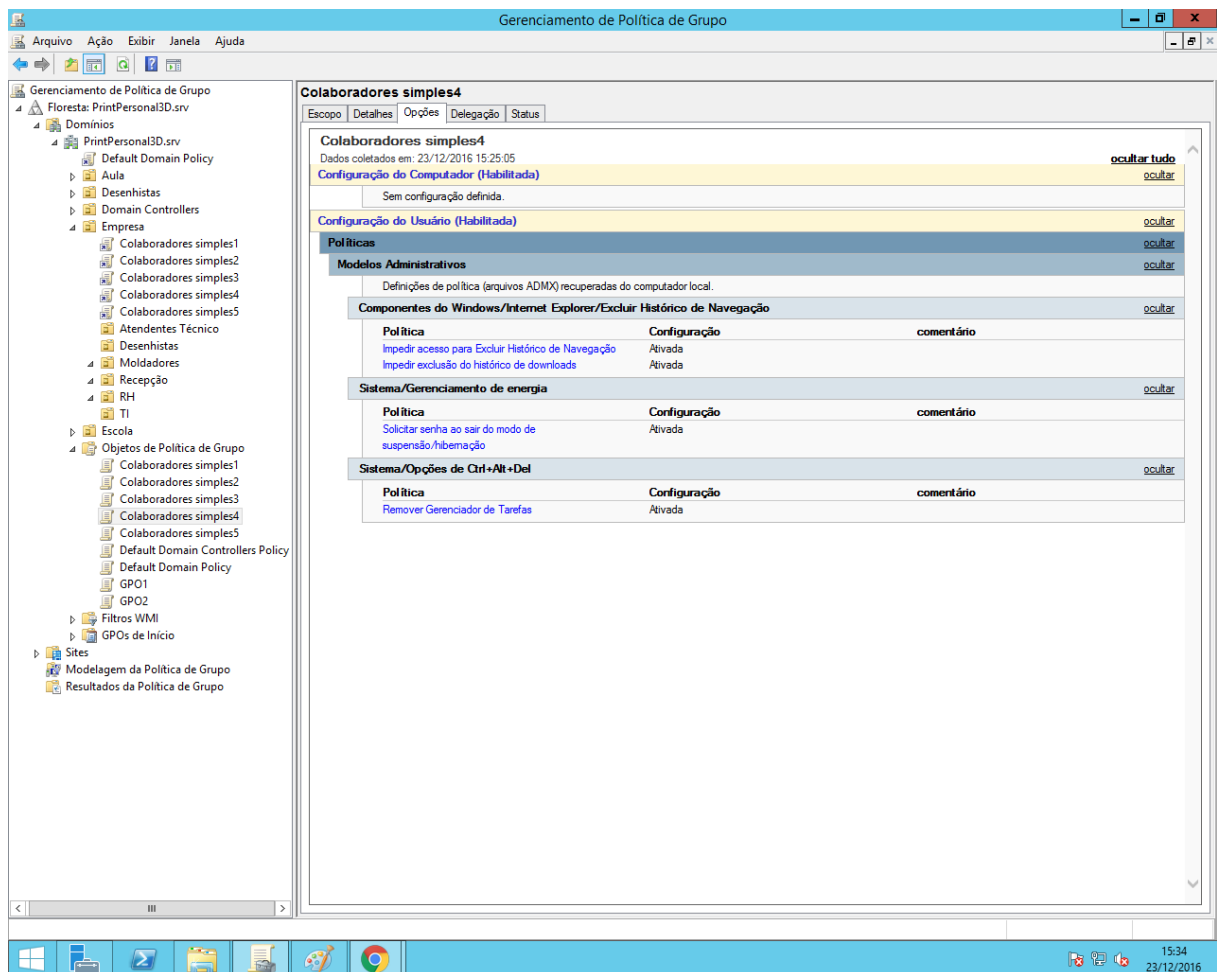 Gerenciamento de Política de Grupo
Arquivo Ação Exibir Janela Ajuda
Gerenciamento de Política de Grupo
Floresta: PrintPersonal3D.srv
Domínios
PrintPersonal3D.srv
Default Domain Policy
Aula
Desenhistas
Domain Controllers
Empresa
Colaboradores simples1
Colaboradores simples2
Colaboradores simples3
Colaboradores simples4
Colaboradores simples5
Atendentes Técnico
Desenhistas
Moldadores
Recepção
RH
TI
Escola
Objetos de Política de Grupo
Colaboradores simples1
Colaboradores simples2
Colaboradores simples3
Colaboradores simples4
Colaboradores simples5
Default Domain Controllers Policy
Default Domain Policy
GPO1
GPO2
Filtros WMI
GPOs de Início
Sites
Modelagem da Política de Grupo
Resultados da Política de Grupo
Colaboradores simples4
Escopo Detalhes Opções Delegação Status
Colaboradores simples4
Dados coletados em: 23/12/2016 15:25:05 ocultar tudo
Configuração do Computador (Habilitada) ocultar
Sem configuração definida.
Configuração do Usuário (Habilitada) ocultar
Políticas ocultar
Modelos Administrativos ocultar
Definições de política (arquivos ADMX) recuperadas do computador local.
Componentes do Windows/Internet Explorer/Excluir Histórico de Navegação ocultar
Política Configuração comentário
Impedir acesso para Excluir Histórico de Navegação Ativada
Impedir exclusão do histórico de downloads Ativada
Sistema/Gerenciamento de energia ocultar
Política Configuração comentário
Solicitar senha ao sair do modo de Ativada
suspensão/hibernação
Sistema/Opções de Ctrl+Alt+Del ocultar
Política Configuração comentário
Remover Gerenciador de Tarefas Ativada
15:34
23/12/2016